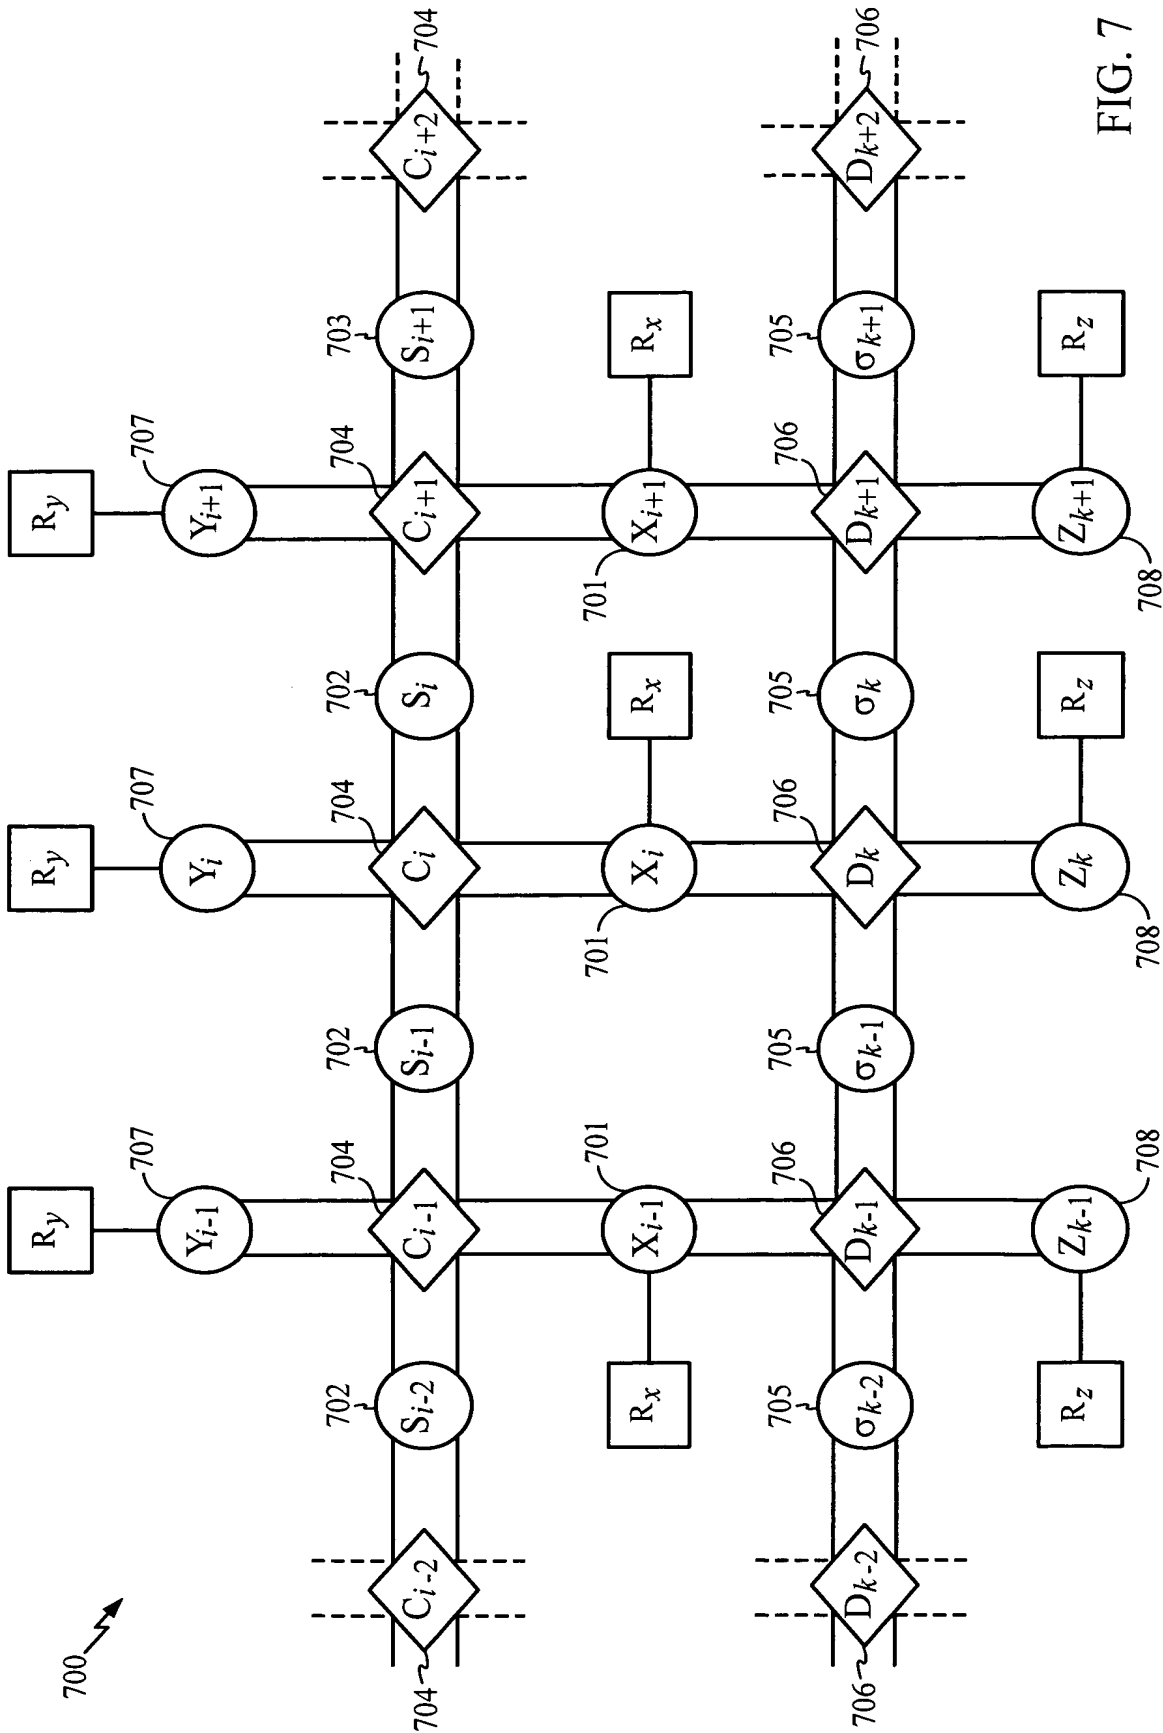 700
Ry Ry Ry
707 707 707
Yi-1 Yi Yi+1
702 704 702 704 702 704 703
704 Ci-2 Si-2 Ci-1 Si-1 Ci Si Ci+1 Si+1 Ci+2 704
701 701 701
Rx Xi-1 Xi Rx Xi+1 Rx
705 706 705 706 705 706 705
706 Dk-2 σk-2 Dk-1 σk-1 Dk σk Dk+1 σk+1 Dk+2 706
Rz Zk-1 Zk Rz Zk+1 Rz
708 708 708
FIG. 7